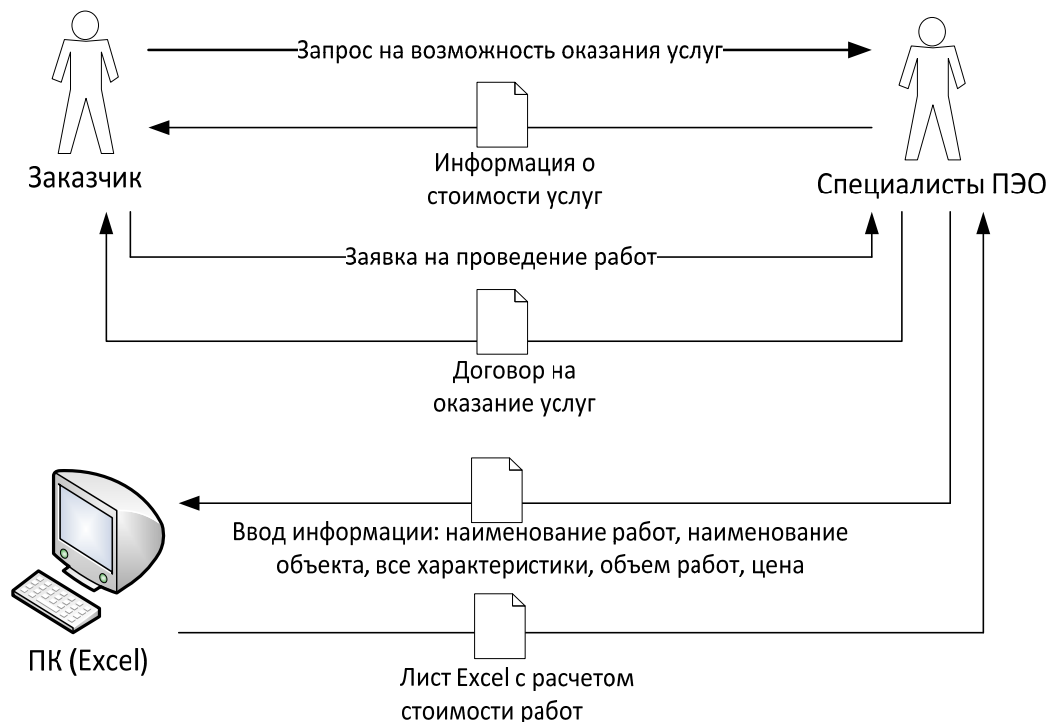 Запрос на возможность оказания услуг
Информация о
стоимости услуг
Заказчик
Специалисты ПЭО
Заявка на проведение работ
Договор на
оказание услуг
Ввод информации: наименование работ, наименование
объекта, все характеристики, объем работ, цена
ПК (Excel)
Лист Excel с расчетом
стоимости работ